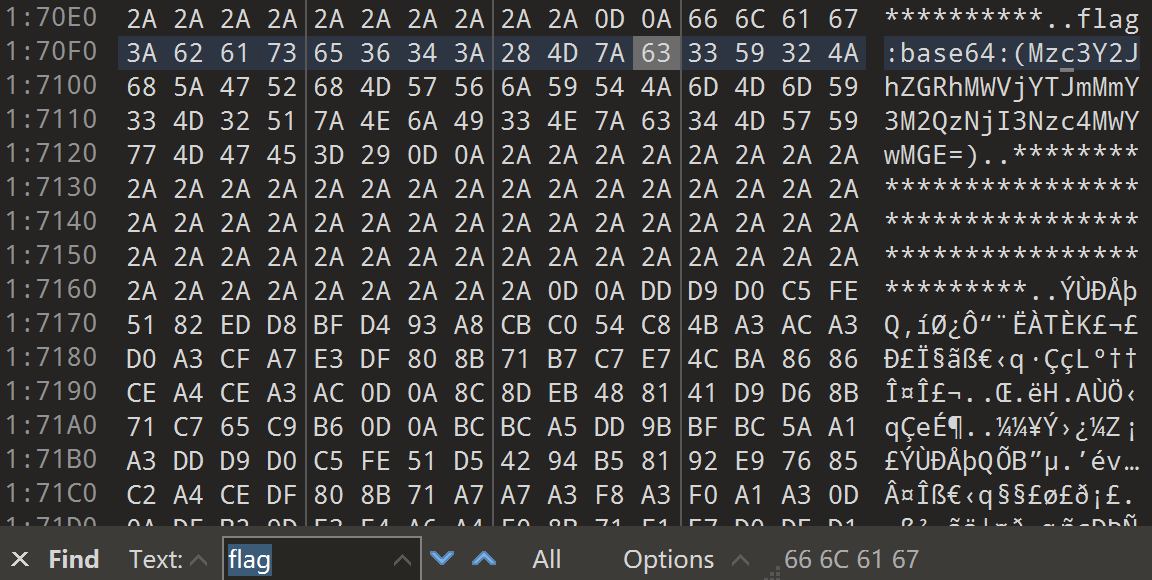 1:70E0 2A 2A 2A 2A 2A 2A 2A 2A 2A 2A 0D 0A 66 6C 61 67 **********..flag
1:70F0 3A 62 61 73 65 36 34 3A 28 4D 7A 63 33 59 32 4A :base64:(Mzc3Y2J
1:7100 68 5A 47 52 68 4D 57 56 6A 59 54 4A 6D 4D 6D 59 hZGRhMWVjYTJmMmY
1:7110 33 4D 32 51 7A 4E 6A 49 33 4E 7A 63 34 4D 57 59 3M2QzNjI3Nzc4MWY
1:7120 77 4D 47 45 3D 29 0D 0A 2A 2A 2A 2A 2A 2A 2A 2A wMGE=)..********
1:7130 2A 2A 2A 2A 2A 2A 2A 2A 2A 2A 2A 2A 2A 2A 2A 2A ****************
1:7140 2A 2A 2A 2A 2A 2A 2A 2A 2A 2A 2A 2A 2A 2A 2A 2A ****************
1:7150 2A 2A 2A 2A 2A 2A 2A 2A 2A 2A 2A 2A 2A 2A 2A 2A ****************
1:7160 2A 2A 2A 2A 2A 2A 2A 2A 2A 0D 0A DD D9 D0 C5 FE *********..ÝÙÐÅþ
1:7170 51 82 ED D8 BF D4 93 A8 CB C0 54 C8 4B A3 AC A3 Q‚íØ¿Ô“¨ËÀTÈK£¬£
1:7180 D0 A3 CF A7 E3 DF 80 8B 71 B7 C7 E7 4C BA 86 86 Ð£Ï§ãß€‹q·ÇçLº††
1:7190 CE A4 CE A3 AC 0D 0A 8C 8D EB 48 81 41 D9 D6 8B Î¤Î£¬..Œ.ëH.AÙÖ‹
1:71A0 71 C7 65 C9 B6 0D 0A BC BC A5 DD 9B BF BC 5A A1 qÇeÉ¶..¼¼¥Ý›¿¼Z¡
1:71B0 A3 DD D9 D0 C5 FE 51 D5 42 94 B5 81 92 E9 76 85 £ÝÙÐÅþQÕB”µ.’év…
1:71C0 C2 A4 CE DF 80 8B 71 A7 A7 A3 F8 A3 F0 A1 A3 0D Â¤Îß€‹q§§£ø£ð¡£.
Find Text: flag All Options 66 6C 61 67